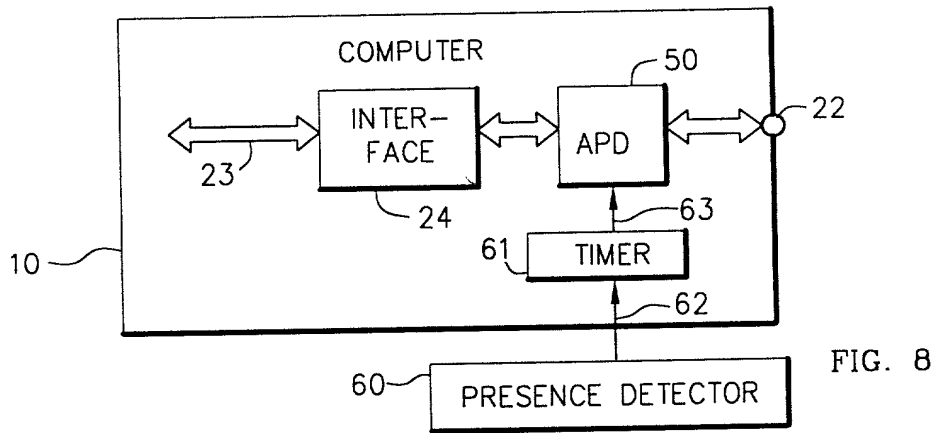 COMPUTER
50
22
INTER-
FACE
APD
23
24
63
10
61
TIMER
62
60
PRESENCE DETECTOR
FIG. 8